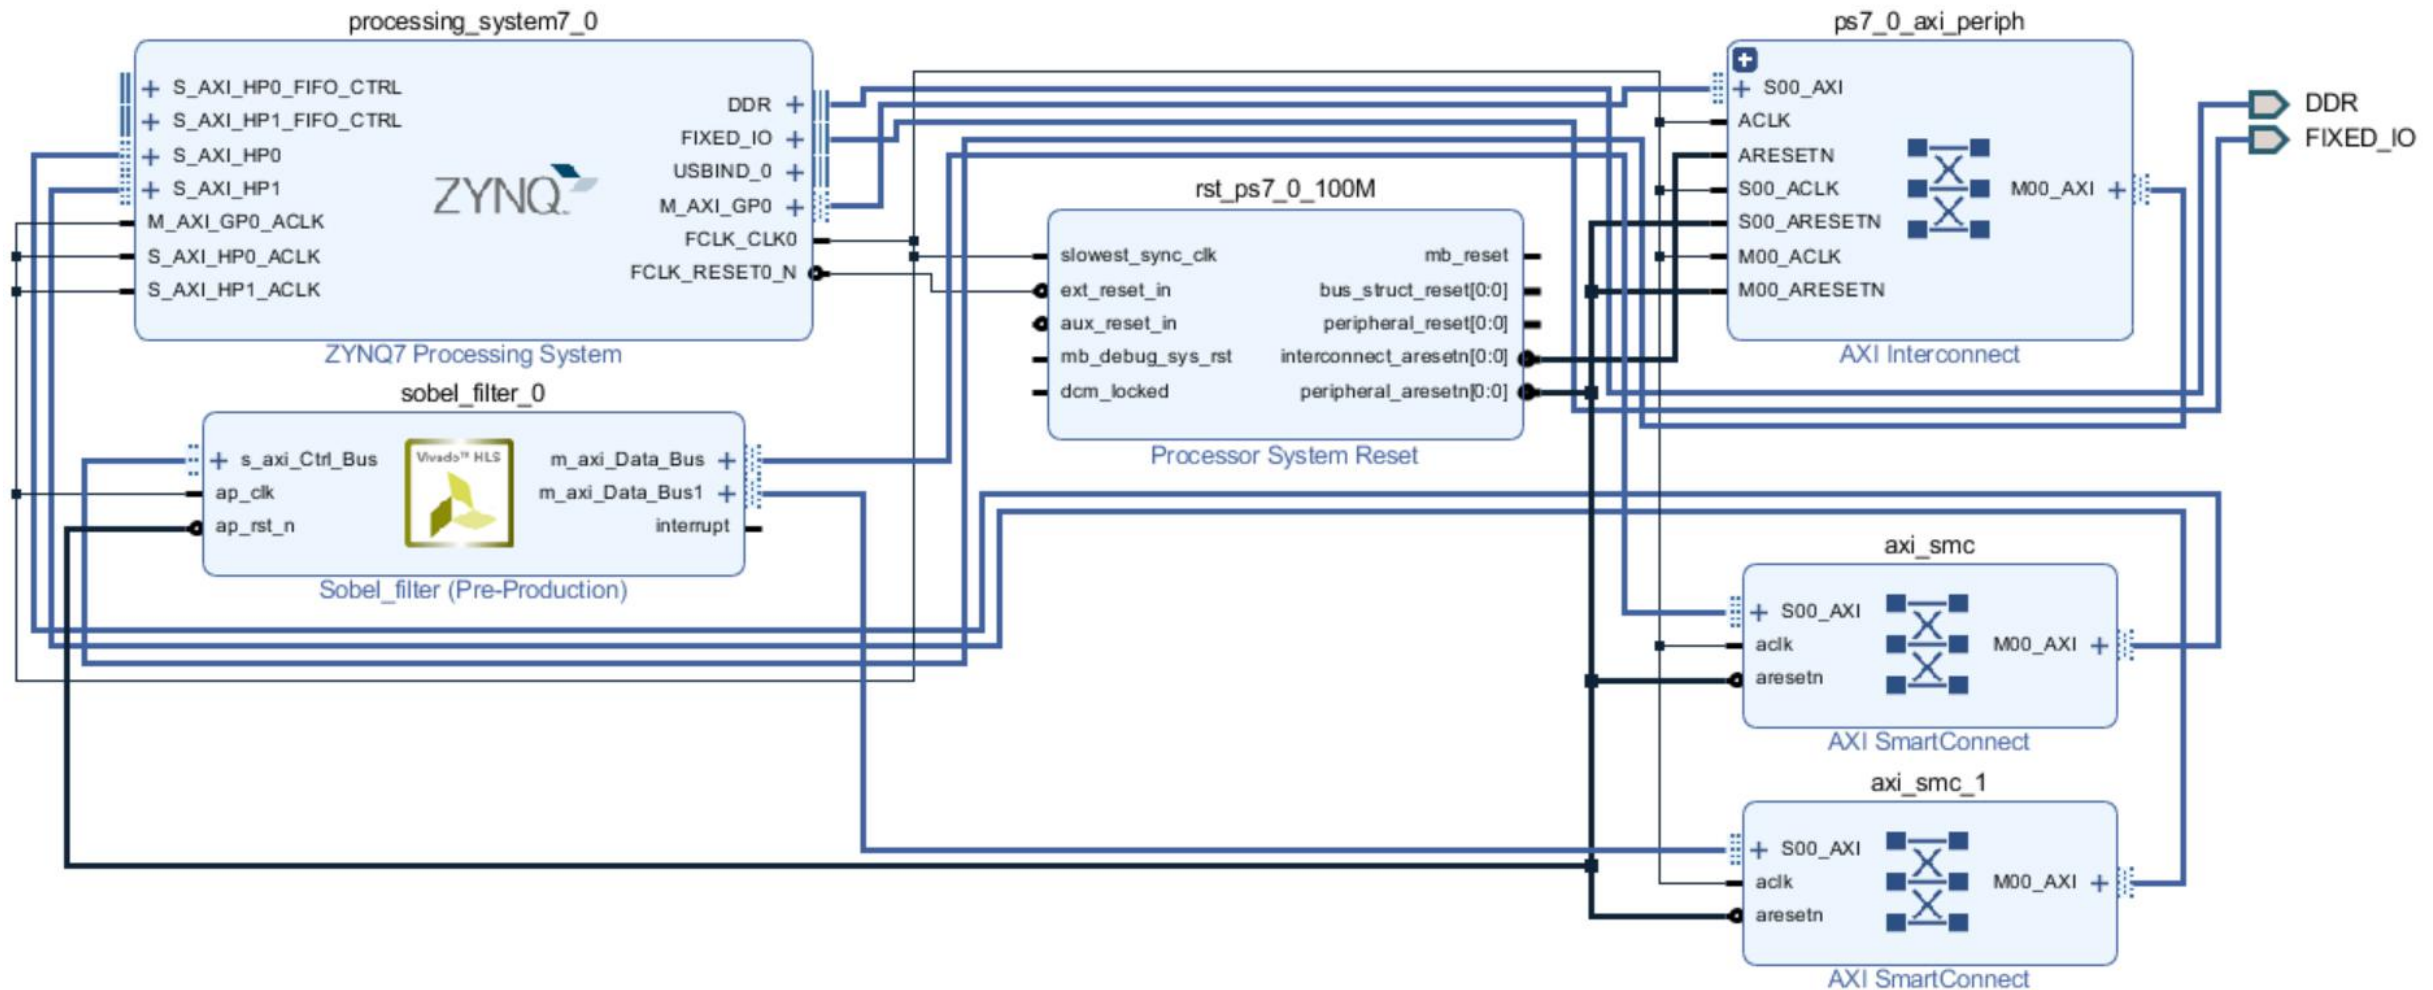 processing_system7_0
S_AXI_HP0_FIFO_CTRL
S_AXI_HP1_FIFO_CTRL
S_AXI_HP0
S_AXI_HP1
M_AXI_GP0_ACLK
S_AXI_HP0_ACLK
S_AXI_HP1_ACLK
ZYNQ
DDR
FIXED_IO
USBIND_0
M_AXI_GP0
FCLK_CLK0
FCLK_RESET0_N
ZYNQ7 Processing System
sobel_filter_0
s_axi_Ctrl_Bus
ap_clk
ap_rst_n
Vivado™ HLS
m_axi_Data_Bus
m_axi_Data_Bus1
interrupt
Sobel_filter (Pre-Production)
rst_ps7_0_100M
slowest_sync_clk
ext_reset_in
aux_reset_in
mb_debug_sys_rst
dcm_locked
mb_reset
bus_struct_reset[0:0]
peripheral_reset[0:0]
interconnect_aresetn[0:0]
peripheral_aresetn[0:0]
Processor System Reset
ps7_0_axi_periph
S00_AXI
ACLK
ARESETN
S00_ACLK
S00_ARESETN
M00_ACLK
M00_ARESETN
M00_AXI
AXI Interconnect
DDR
FIXED_IO
axi_smc
S00_AXI
aclk
aresetn
M00_AXI
AXI SmartConnect
axi_smc_1
S00_AXI
aclk
aresetn
M00_AXI
AXI SmartConnect